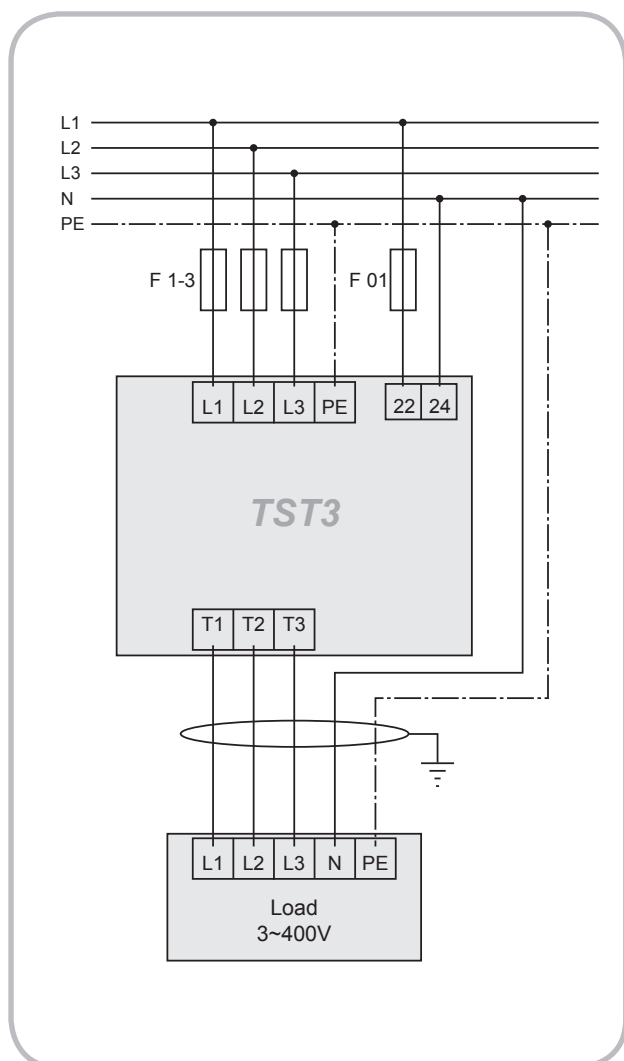 L1
L2
L3
N
PE
F 1-3
F 01
L1 L2 L3 PE 22 24
TST3
T1 T2 T3
L1 L2 L3 N PE
Load
3~400V